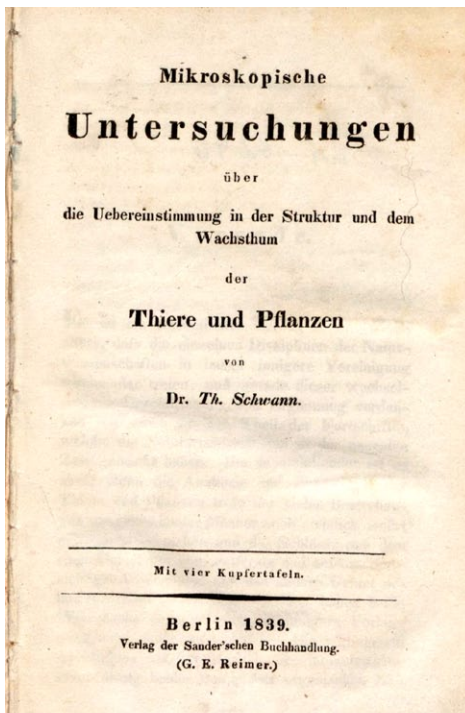 Mikroskopische
Untersuchungen
über
die Uebereinstimmung in der Struktur und dem
Wachsthum
der
Thiere und Pflanzen
von
Dr. Th. Schwann.
Mit vier Kupfertafeln.
Berlin 1839.
Verlag der Sander'schen Buchhandlung.
(G. E. Reimer.)